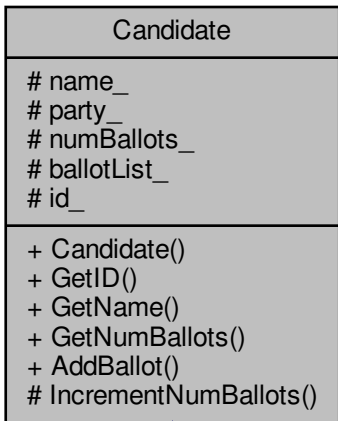 Candidate
# name_
# party_
# numBallots_
# ballotList_
# id_
+ Candidate()
+ GetID()
+ GetName()
+ GetNumBallots()
+ AddBallot()
# IncrementNumBallots()